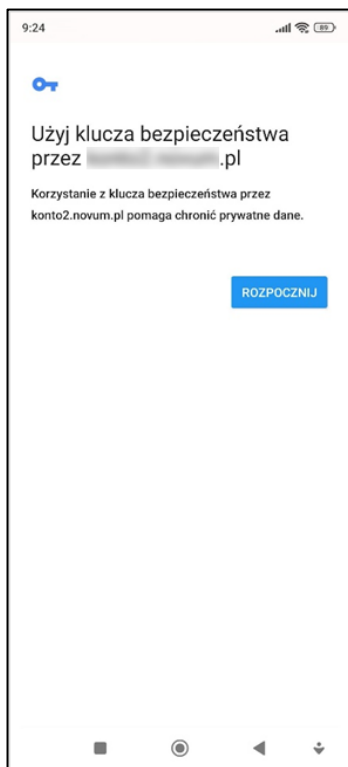 9:24
89
Użyj klucza bezpieczeństwa
przez .pl
Korzystanie z klucza bezpieczeństwa przez
konto2.novum.pl pomaga chronić prywatne dane.
ROZPOCZNIJ